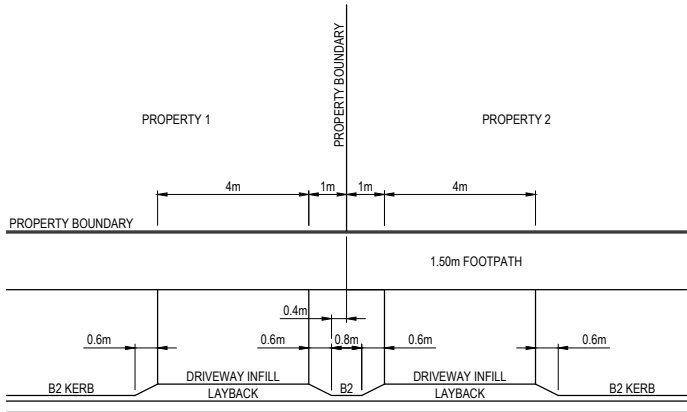 PROPERTY BOUNDARY
PROPERTY 1
PROPERTY 2
4m
1m
1m
4m
PROPERTY BOUNDARY
1.50m FOOTPATH
0.4m
0.6m
0.6m
0.8m
0.6m
0.6m
DRIVEWAY INFILL
DRIVEWAY INFILL
B2 KERB
LAYBACK
B2
LAYBACK
B2 KERB